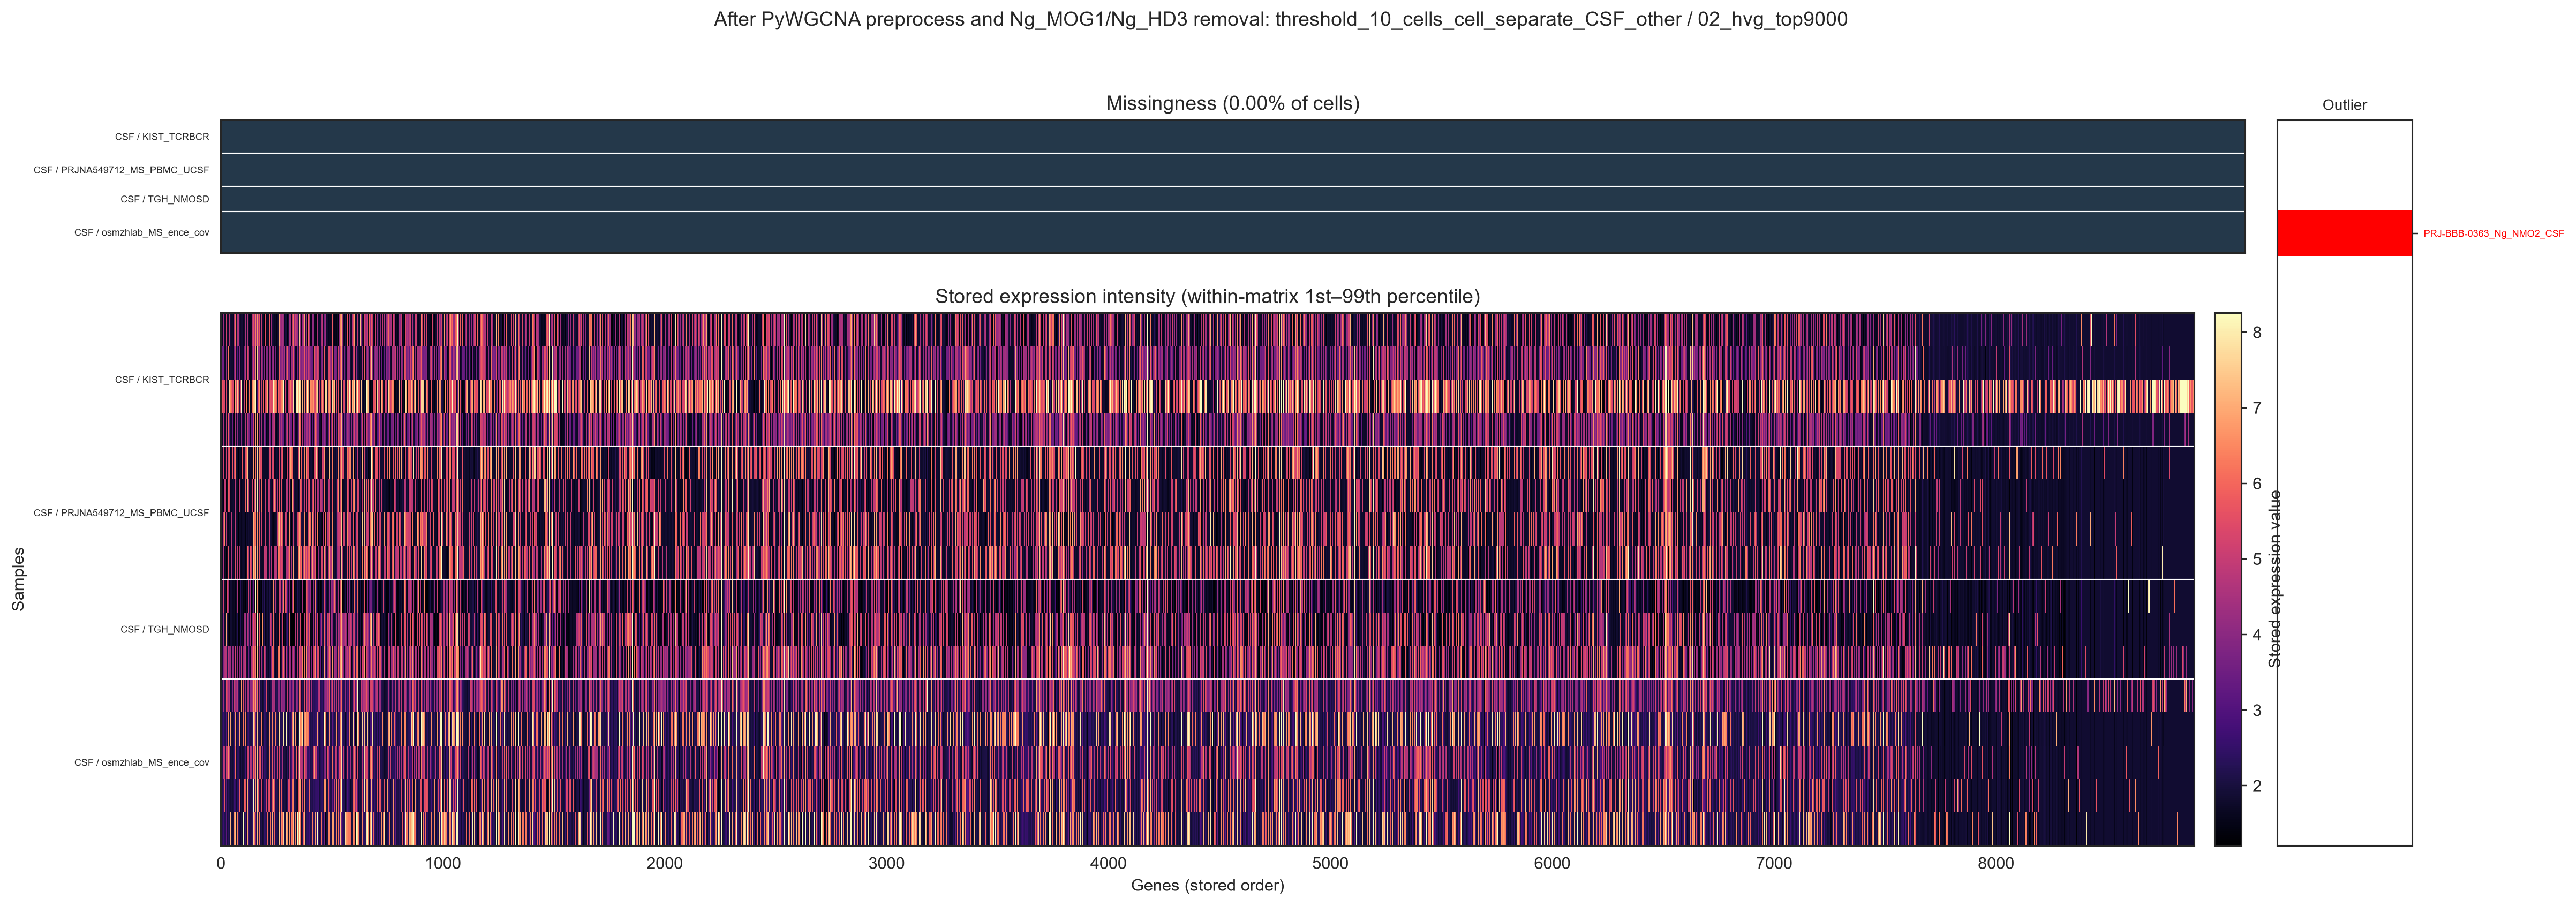 After PyWGCNA preprocess and Ng_MOG1/Ng_HD3 removal: threshold_10_cells_cell_separate_CSF_other / 02_hvg_top9000
Missingness (0.00% of cells)
Outlier
CSF / KIST_TCRBCR
CSF / PRJNA549712_MS_PBMC_UCSF
CSF / TGH_NMOSD
CSF / osmzhlab_MS_ence_cov
PRJ-BBB-0363_Ng_NMO2_CSF
Stored expression intensity (within-matrix 1st–99th percentile)
Samples
CSF / KIST_TCRBCR
CSF / PRJNA549712_MS_PBMC_UCSF
CSF / TGH_NMOSD
CSF / osmzhlab_MS_ence_cov
8
7
6
5
4
3
2
Stored expression value
0 1000 2000 3000 4000 5000 6000 7000 8000
Genes (stored order)